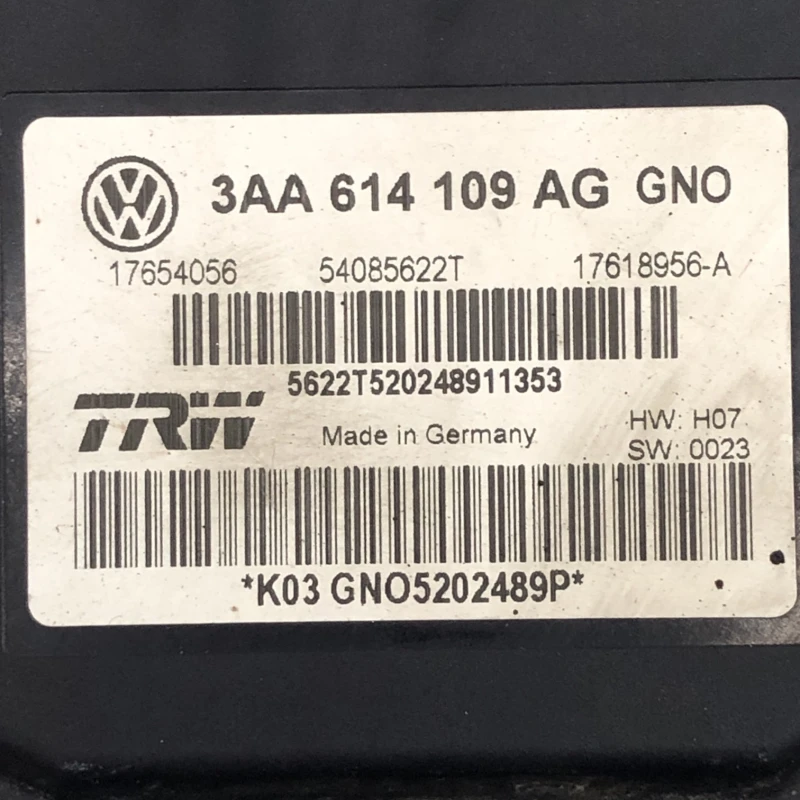 3AA 614 109 AG GNO
17654056 54085622T 17618956-A
5622T520248911353
TRW Made in Germany HW: H07
SW: 0023
*K03 GNO5202489P*